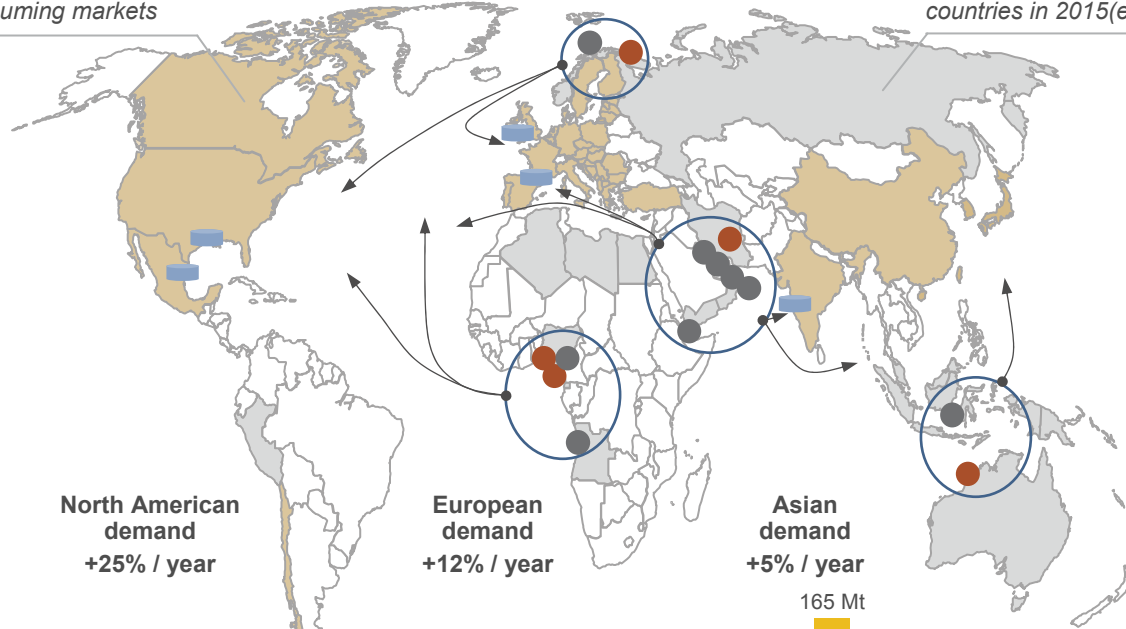 uming markets
countries in 2015(e
North American
demand
+25% / year
European
demand
+12% / year
Asian
demand
+5% / year
165 Mt